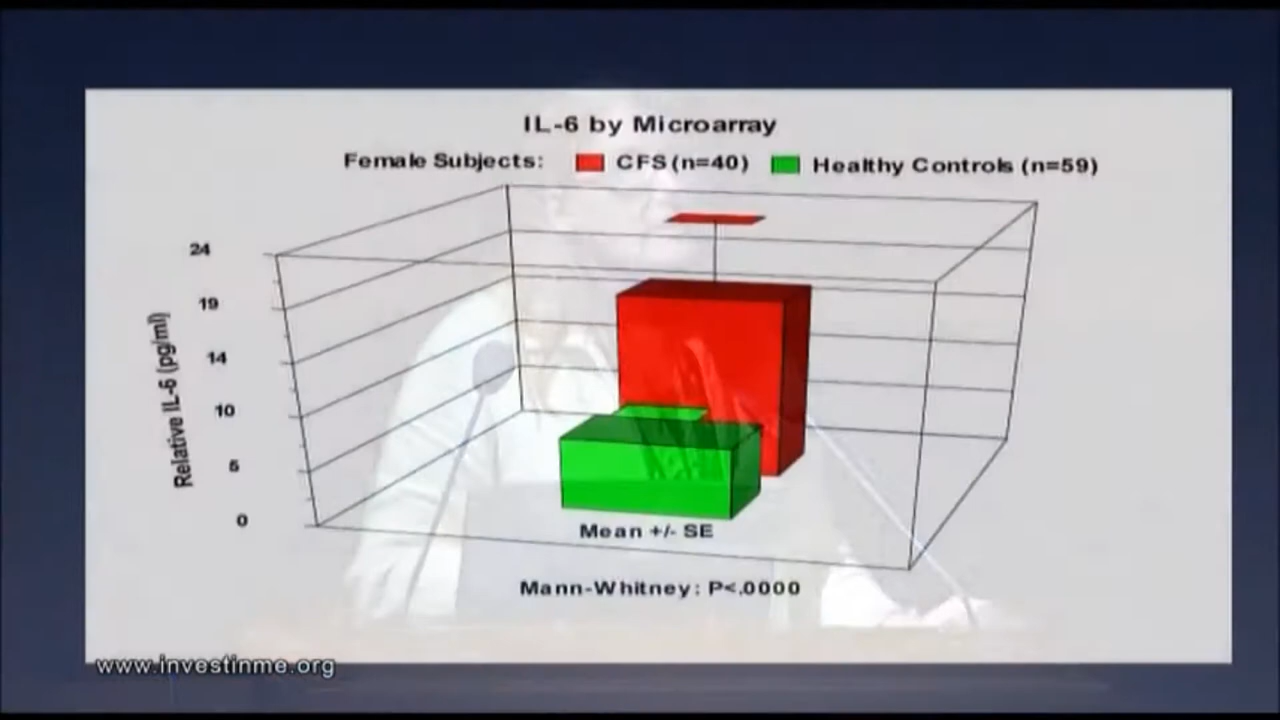 IL-6 by Microarray
Female Subjects: CFS (n=40) Healthy Controls (n=59)
24
19
14
10
5
0
Relative IL-6 (pg/ml)
Mean +/- SE
Mann-Whitney: P<.0000
www.investinme.org